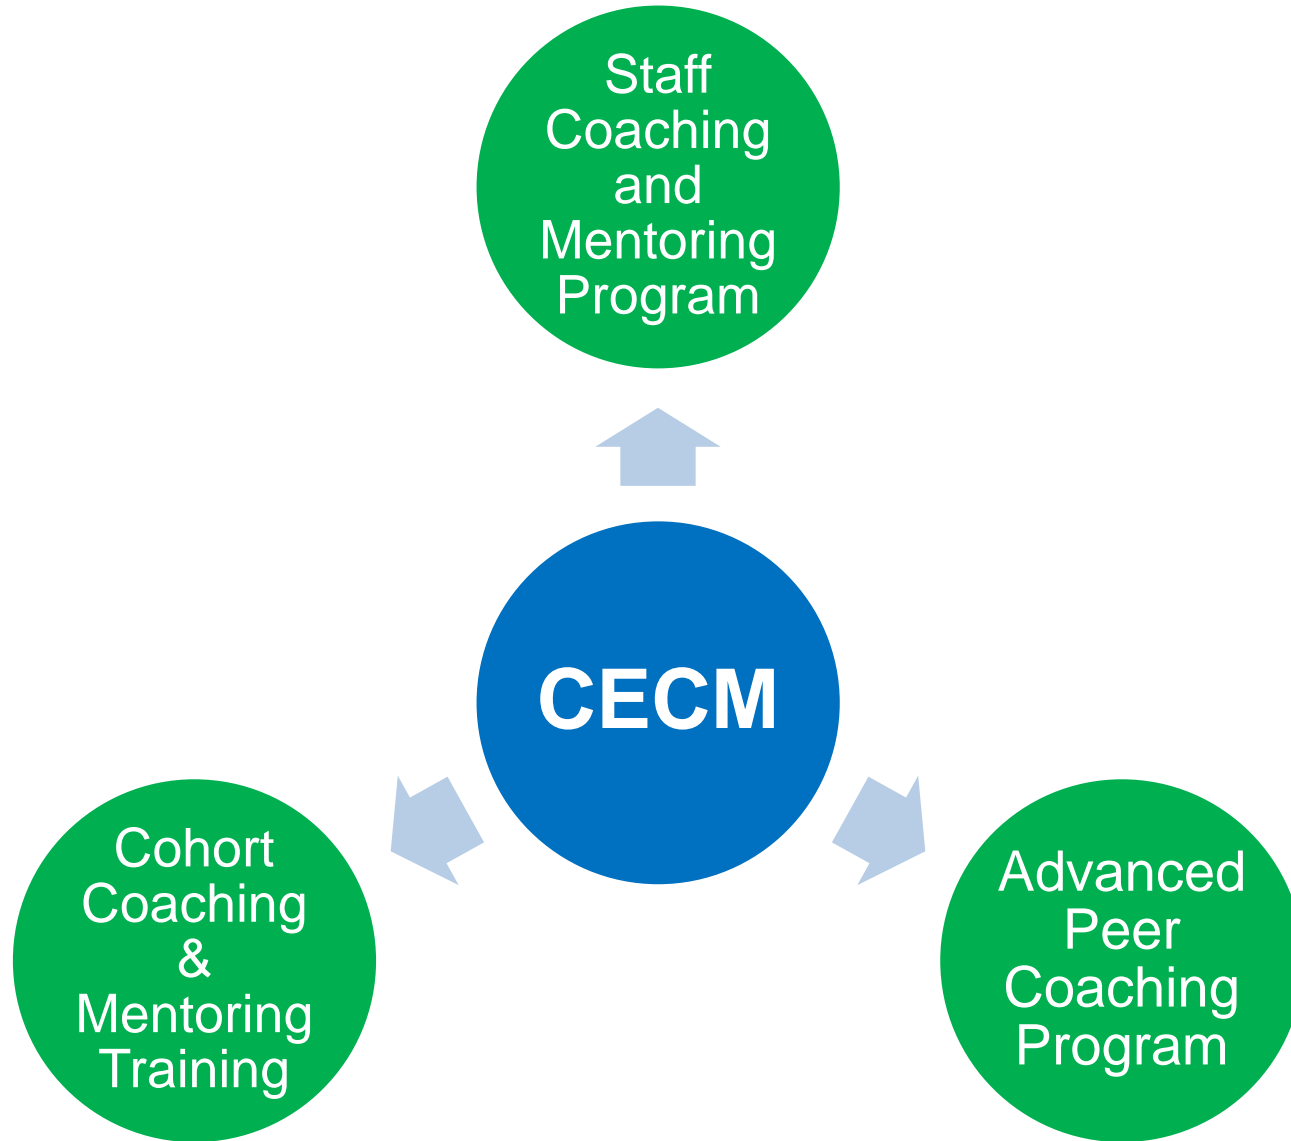 Staff
Coaching
and
Mentoring
Program
CECM
Cohort
Coaching
&
Mentoring
Training
Advanced
Peer
Coaching
Program